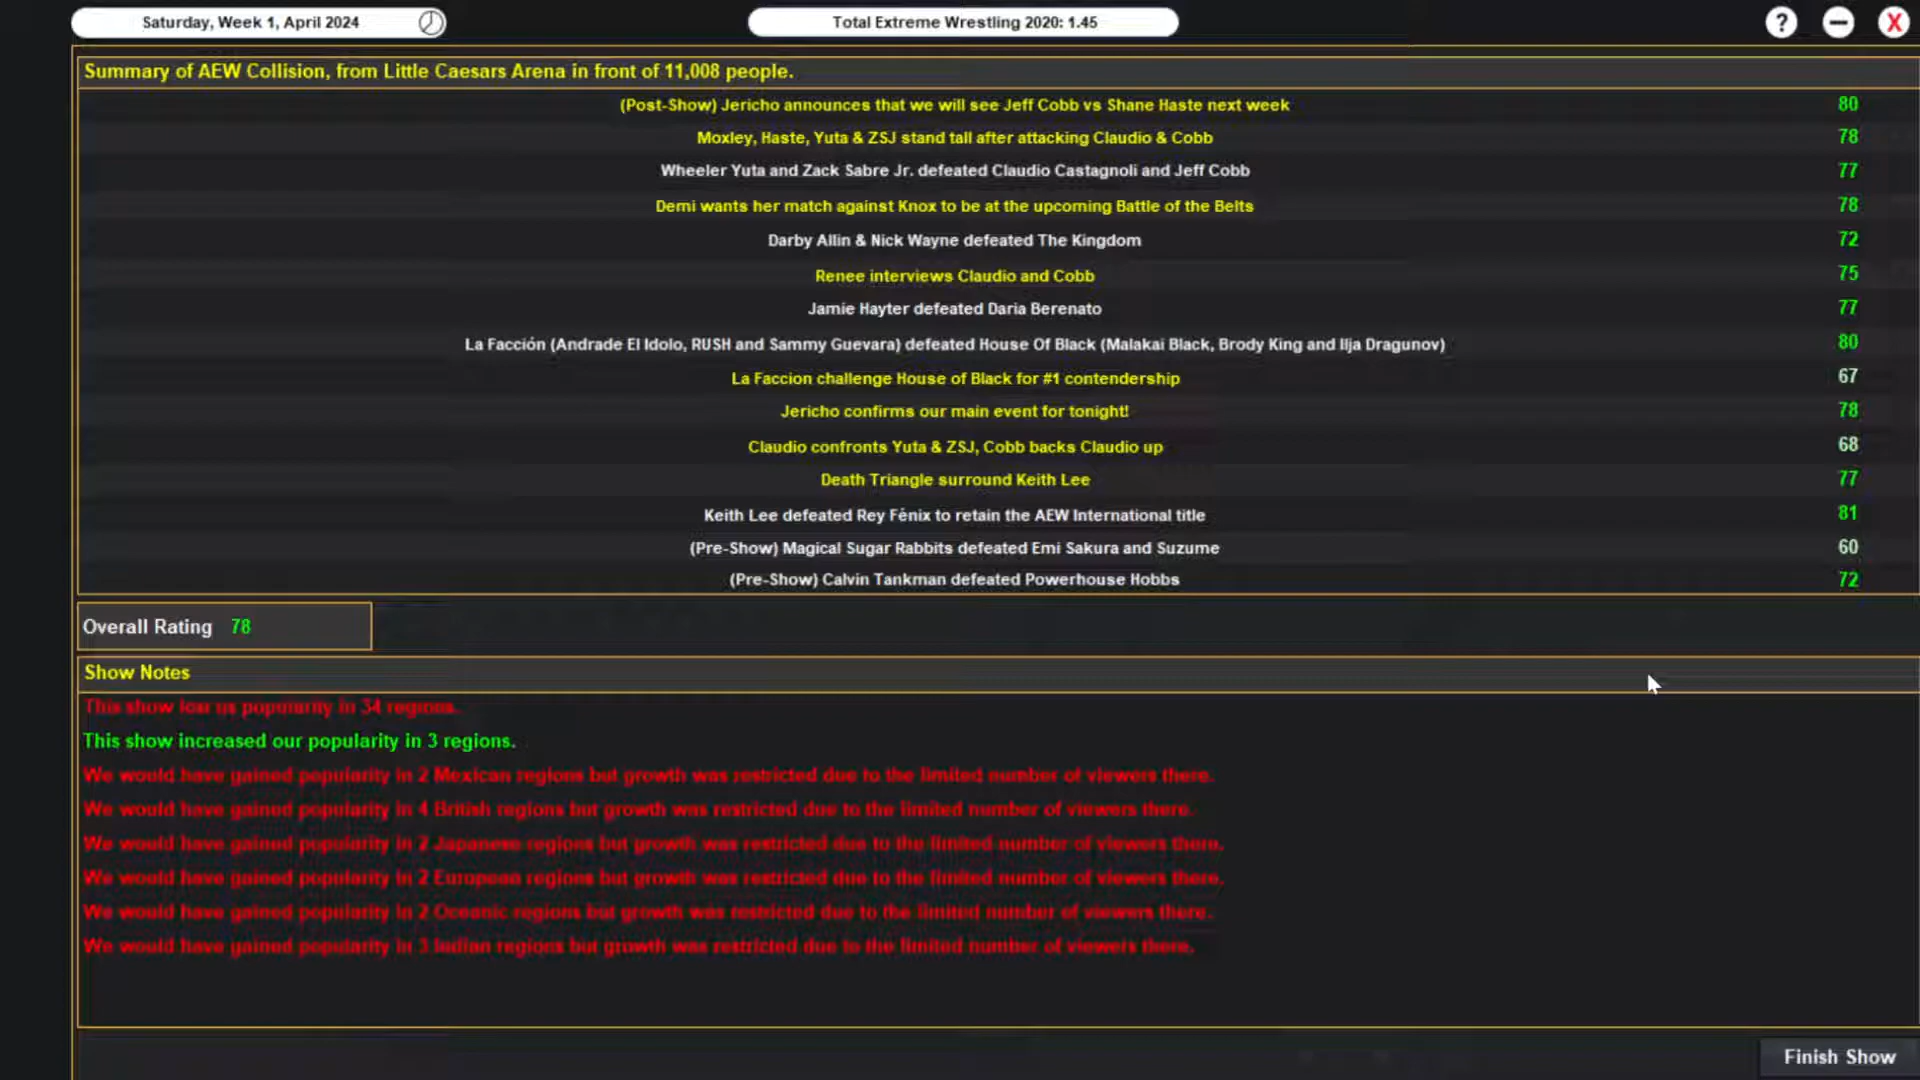 Saturday, Week 1, April 2024
Total Extreme Wrestling 2020: 1.45
? − X
Summary of AEW Collision, from Little Caesars Arena in front of 11,008 people.
(Post-Show) Jericho announces that we will see Jeff Cobb vs Shane Haste next week 80
Moxley, Haste, Yuta & ZSJ stand tall after attacking Claudio & Cobb 78
Wheeler Yuta and Zack Sabre Jr. defeated Claudio Castagnoli and Jeff Cobb 77
Demi wants her match against Knox to be at the upcoming Battle of the Belts 78
Darby Allin & Nick Wayne defeated The Kingdom 72
Renee interviews Claudio and Cobb 75
Jamie Hayter defeated Daria Berenato 77
La Facción (Andrade El Idolo, RUSH and Sammy Guevara) defeated House Of Black (Malakai Black, Brody King and Ilja Dragunov) 80
La Faccion challenge House of Black for #1 contendership 67
Jericho confirms our main event for tonight! 78
Claudio confronts Yuta & ZSJ, Cobb backs Claudio up 68
Death Triangle surround Keith Lee 77
Keith Lee defeated Rey Fénix to retain the AEW International title 81
(Pre-Show) Magical Sugar Rabbits defeated Emi Sakura and Suzume 60
(Pre-Show) Calvin Tankman defeated Powerhouse Hobbs 72
Overall Rating 78
Show Notes
This show lost us popularity in 34 regions.
This show increased our popularity in 3 regions.
We would have gained popularity in 2 Mexican regions but growth was restricted due to the limited number of viewers there.
We would have gained popularity in 4 British regions but growth was restricted due to the limited number of viewers there.
We would have gained popularity in 2 Japanese regions but growth was restricted due to the limited number of viewers there.
We would have gained popularity in 2 European regions but growth was restricted due to the limited number of viewers there.
We would have gained popularity in 2 Oceanic regions but growth was restricted due to the limited number of viewers there.
We would have gained popularity in 3 Indian regions but growth was restricted due to the limited number of viewers there.
Finish Show